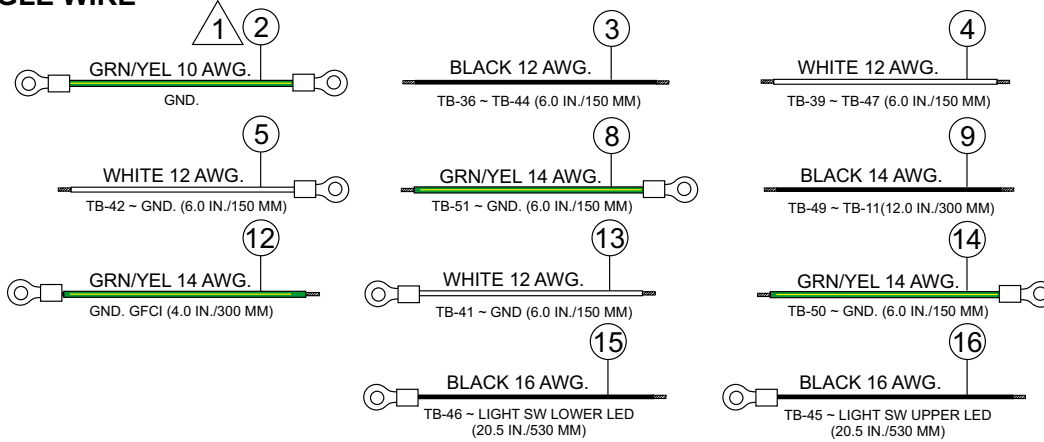 GLE WIRE
1
2
GRN/YEL 10 AWG.
GND.
3
BLACK 12 AWG.
TB-36 ~ TB-44 (6.0 IN./150 MM)
4
WHITE 12 AWG.
TB-39 ~ TB-47 (6.0 IN./150 MM)
5
WHITE 12 AWG.
TB-42 ~ GND. (6.0 IN./150 MM)
8
GRN/YEL 14 AWG.
TB-51 ~ GND. (6.0 IN./150 MM)
9
BLACK 14 AWG.
TB-49 ~ TB-11(12.0 IN./300 MM)
12
GRN/YEL 14 AWG.
GND. GFCI (4.0 IN./300 MM)
13
WHITE 12 AWG.
TB-41 ~ GND (6.0 IN./150 MM)
14
GRN/YEL 14 AWG.
TB-50 ~ GND. (6.0 IN./150 MM)
15
BLACK 16 AWG.
TB-46 ~ LIGHT SW LOWER LED
(20.5 IN./530 MM)
16
BLACK 16 AWG.
TB-45 ~ LIGHT SW UPPER LED
(20.5 IN./530 MM)